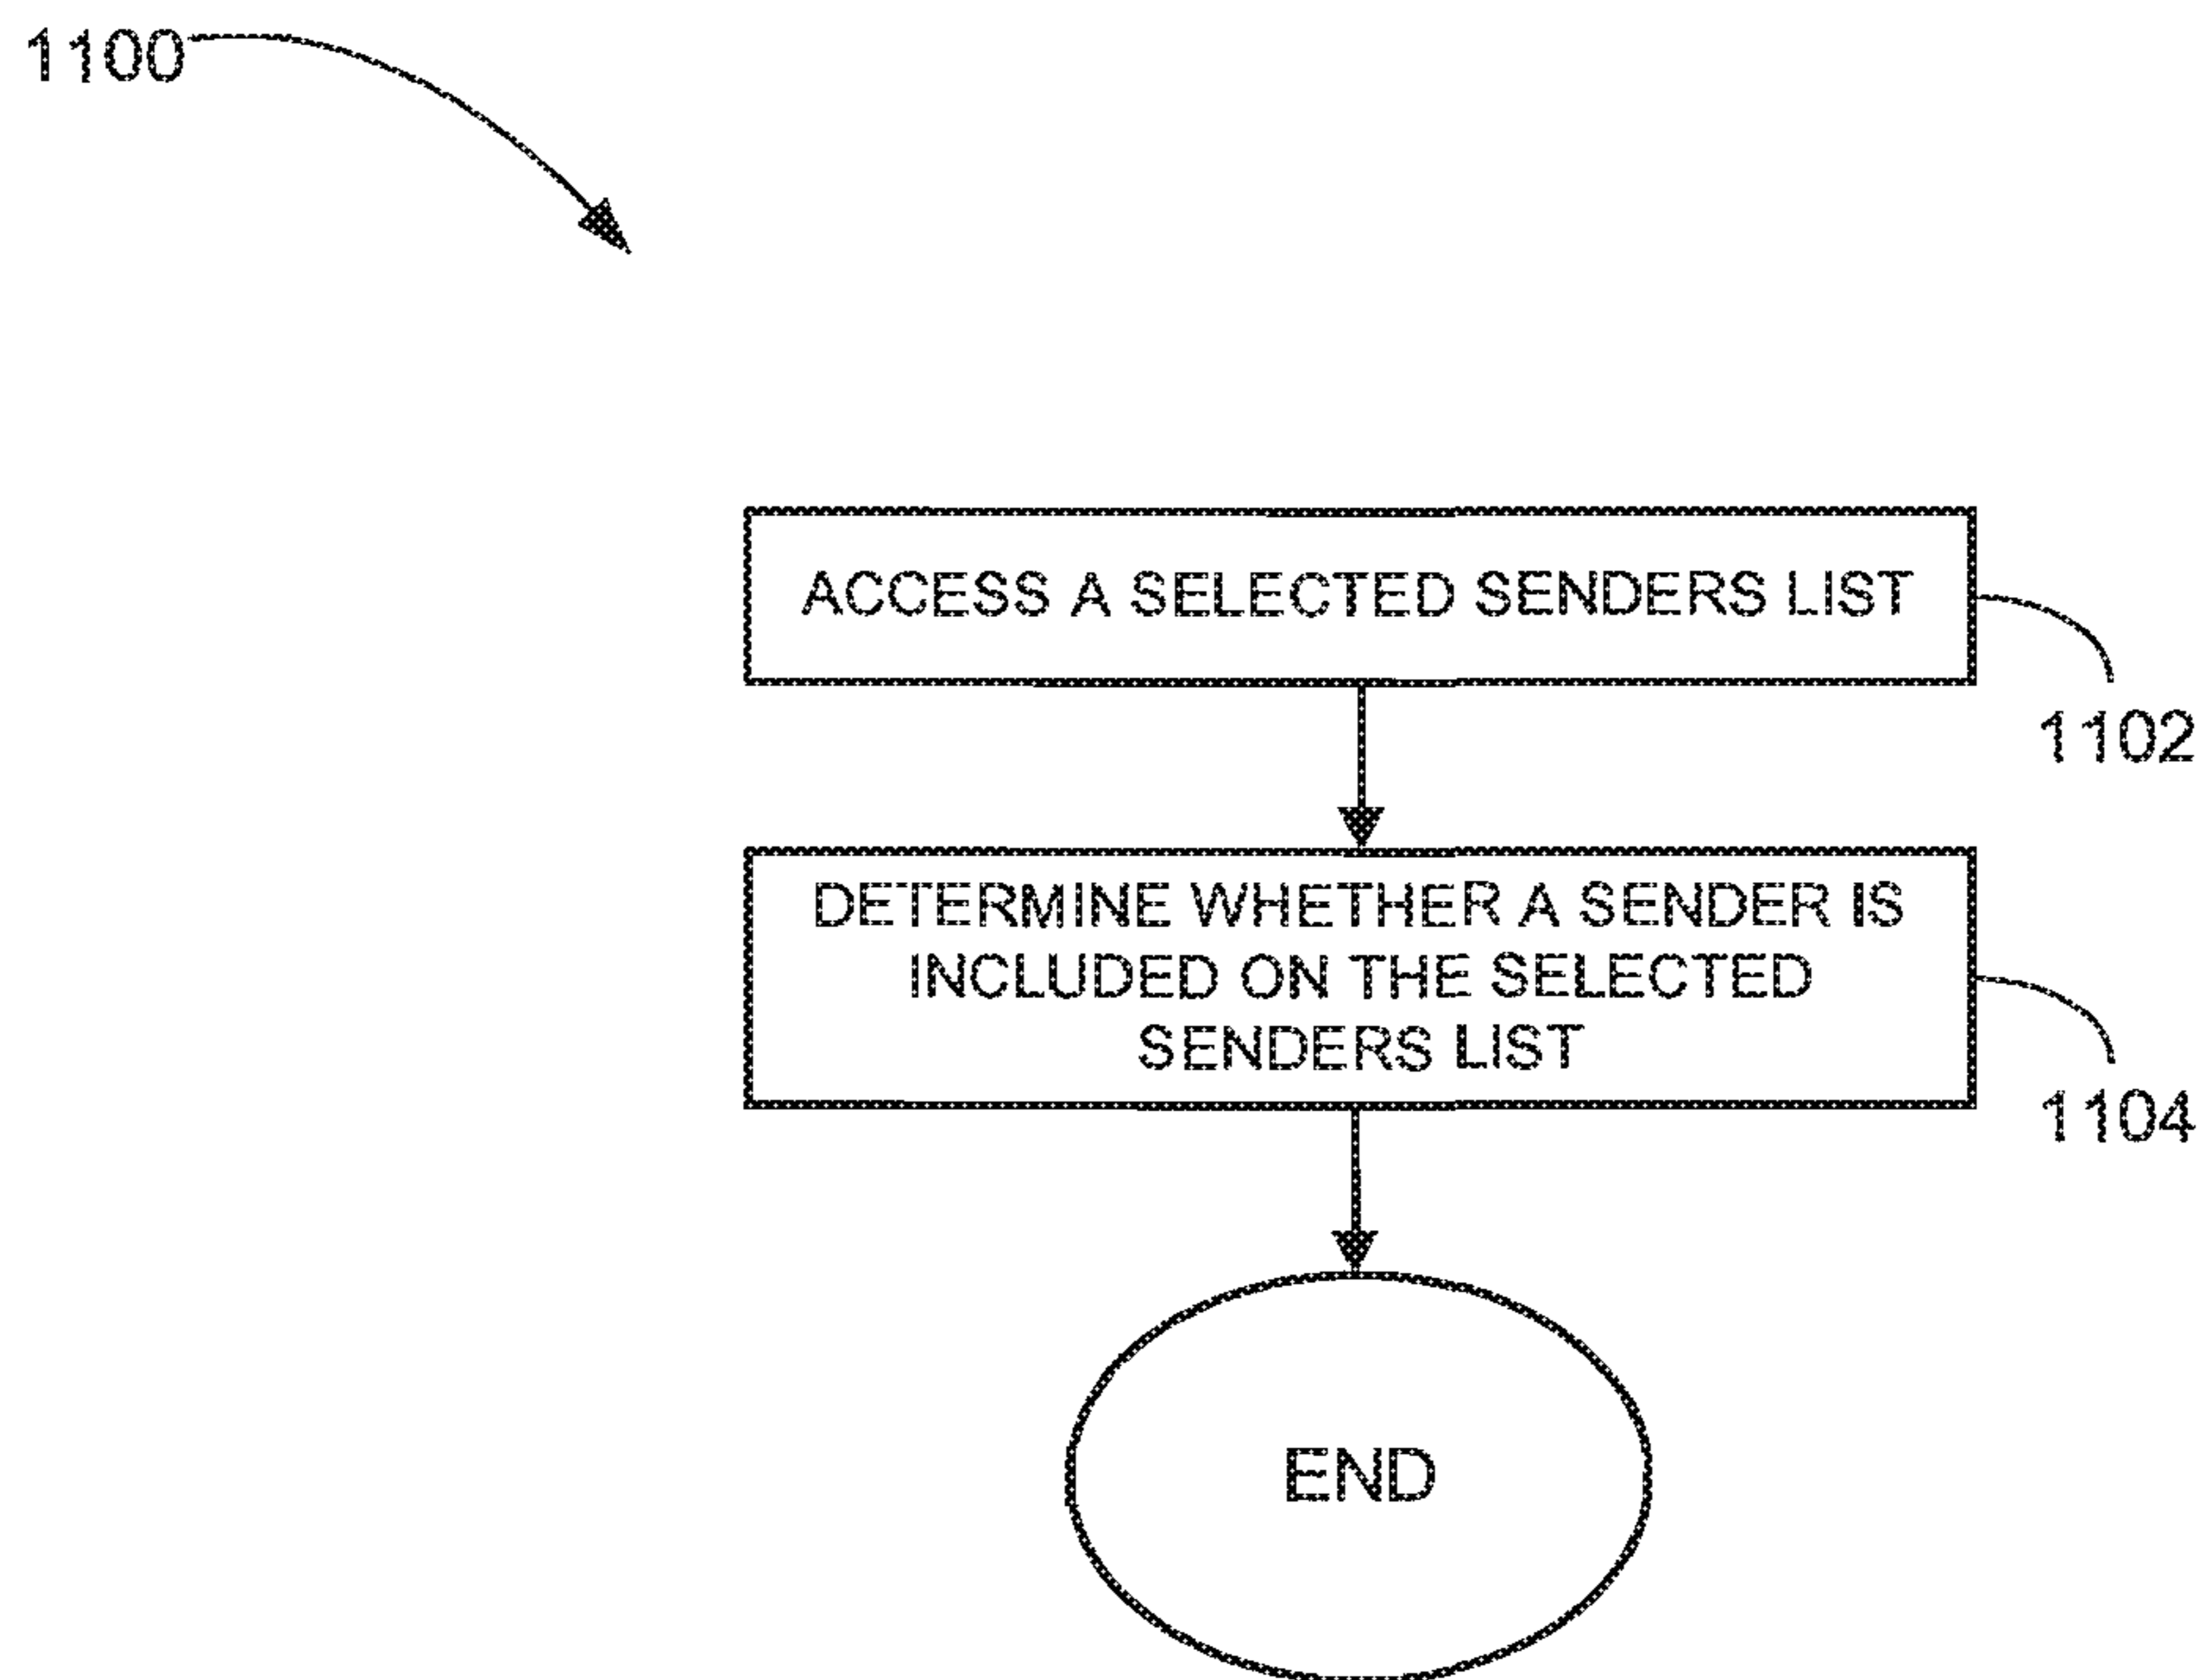 1100
ACCESS A SELECTED SENDERS LIST
1102
DETERMINE WHETHER A SENDER IS
INCLUDED ON THE SELECTED
SENDERS LIST
1104
END